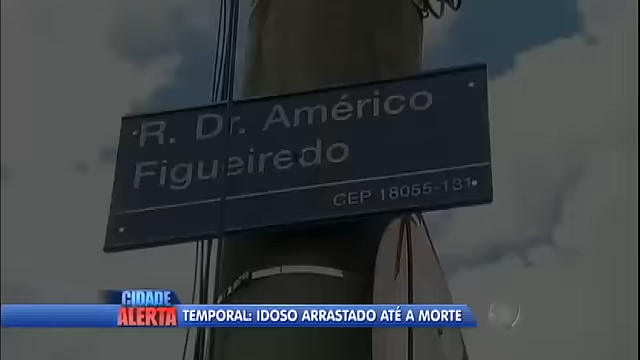 R. Dr. Américo
Figueiredo
CEP 18055-131
CIDADE
ALERTA
TEMPORAL: IDOSO ARRASTADO ATÉ A MORTE